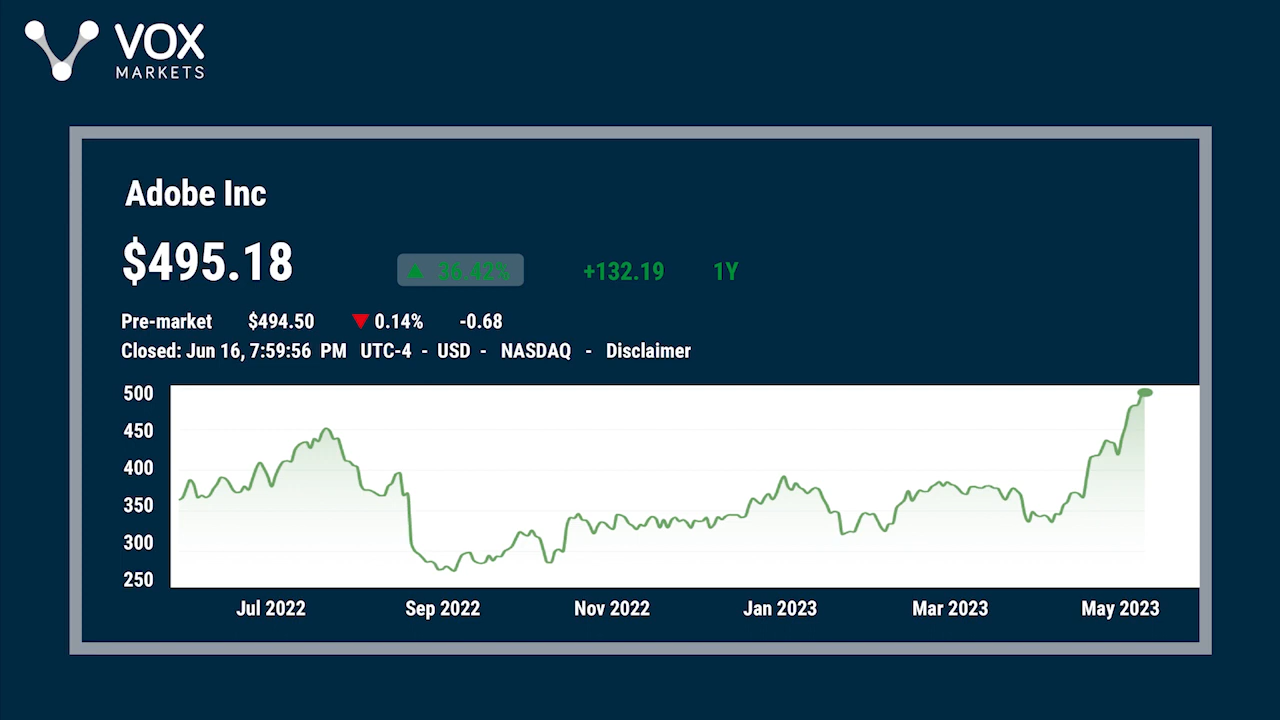 VOX
MARKETS
Adobe Inc
$495.18 ▲ 36.42% +132.19 1Y
Pre-market $494.50 ▼ 0.14% -0.68
Closed: Jun 16, 7:59:56 PM UTC-4 - USD - NASDAQ - Disclaimer
500
450
400
350
300
250
Jul 2022 Sep 2022 Nov 2022 Jan 2023 Mar 2023 May 2023